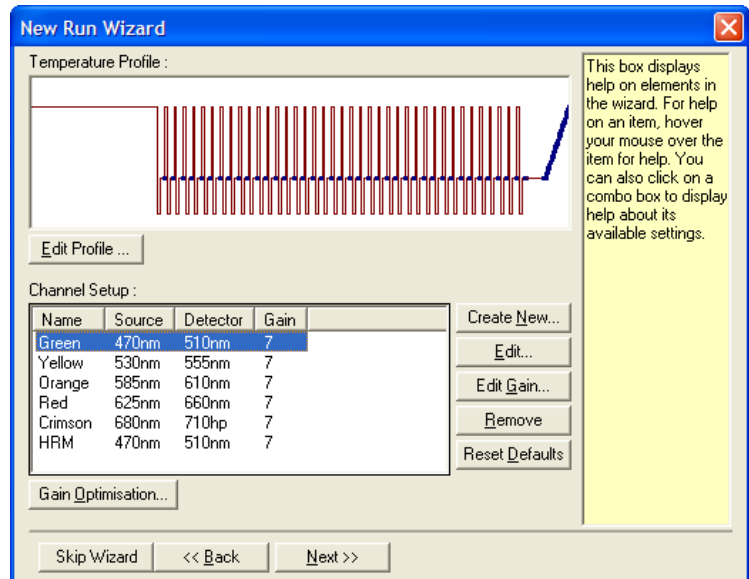 New Run Wizard
Temperature Profile :
Edit Profile ...
Channel Setup :
Name Source Detector Gain
Green 470nm 510nm 7
Yellow 530nm 555nm 7
Orange 585nm 610nm 7
Red 625nm 660nm 7
Crimson 680nm 710hp 7
HRM 470nm 510nm 7
Create New...
Edit...
Edit Gain...
Remove
Reset Defaults
Gain Optimisation...
This box displays
help on elements in
the wizard. For help
on an item, hover
your mouse over the
item for help. You
can also click on a
combo box to display
help about its
available settings.
Skip Wizard
<< Back
Next >>